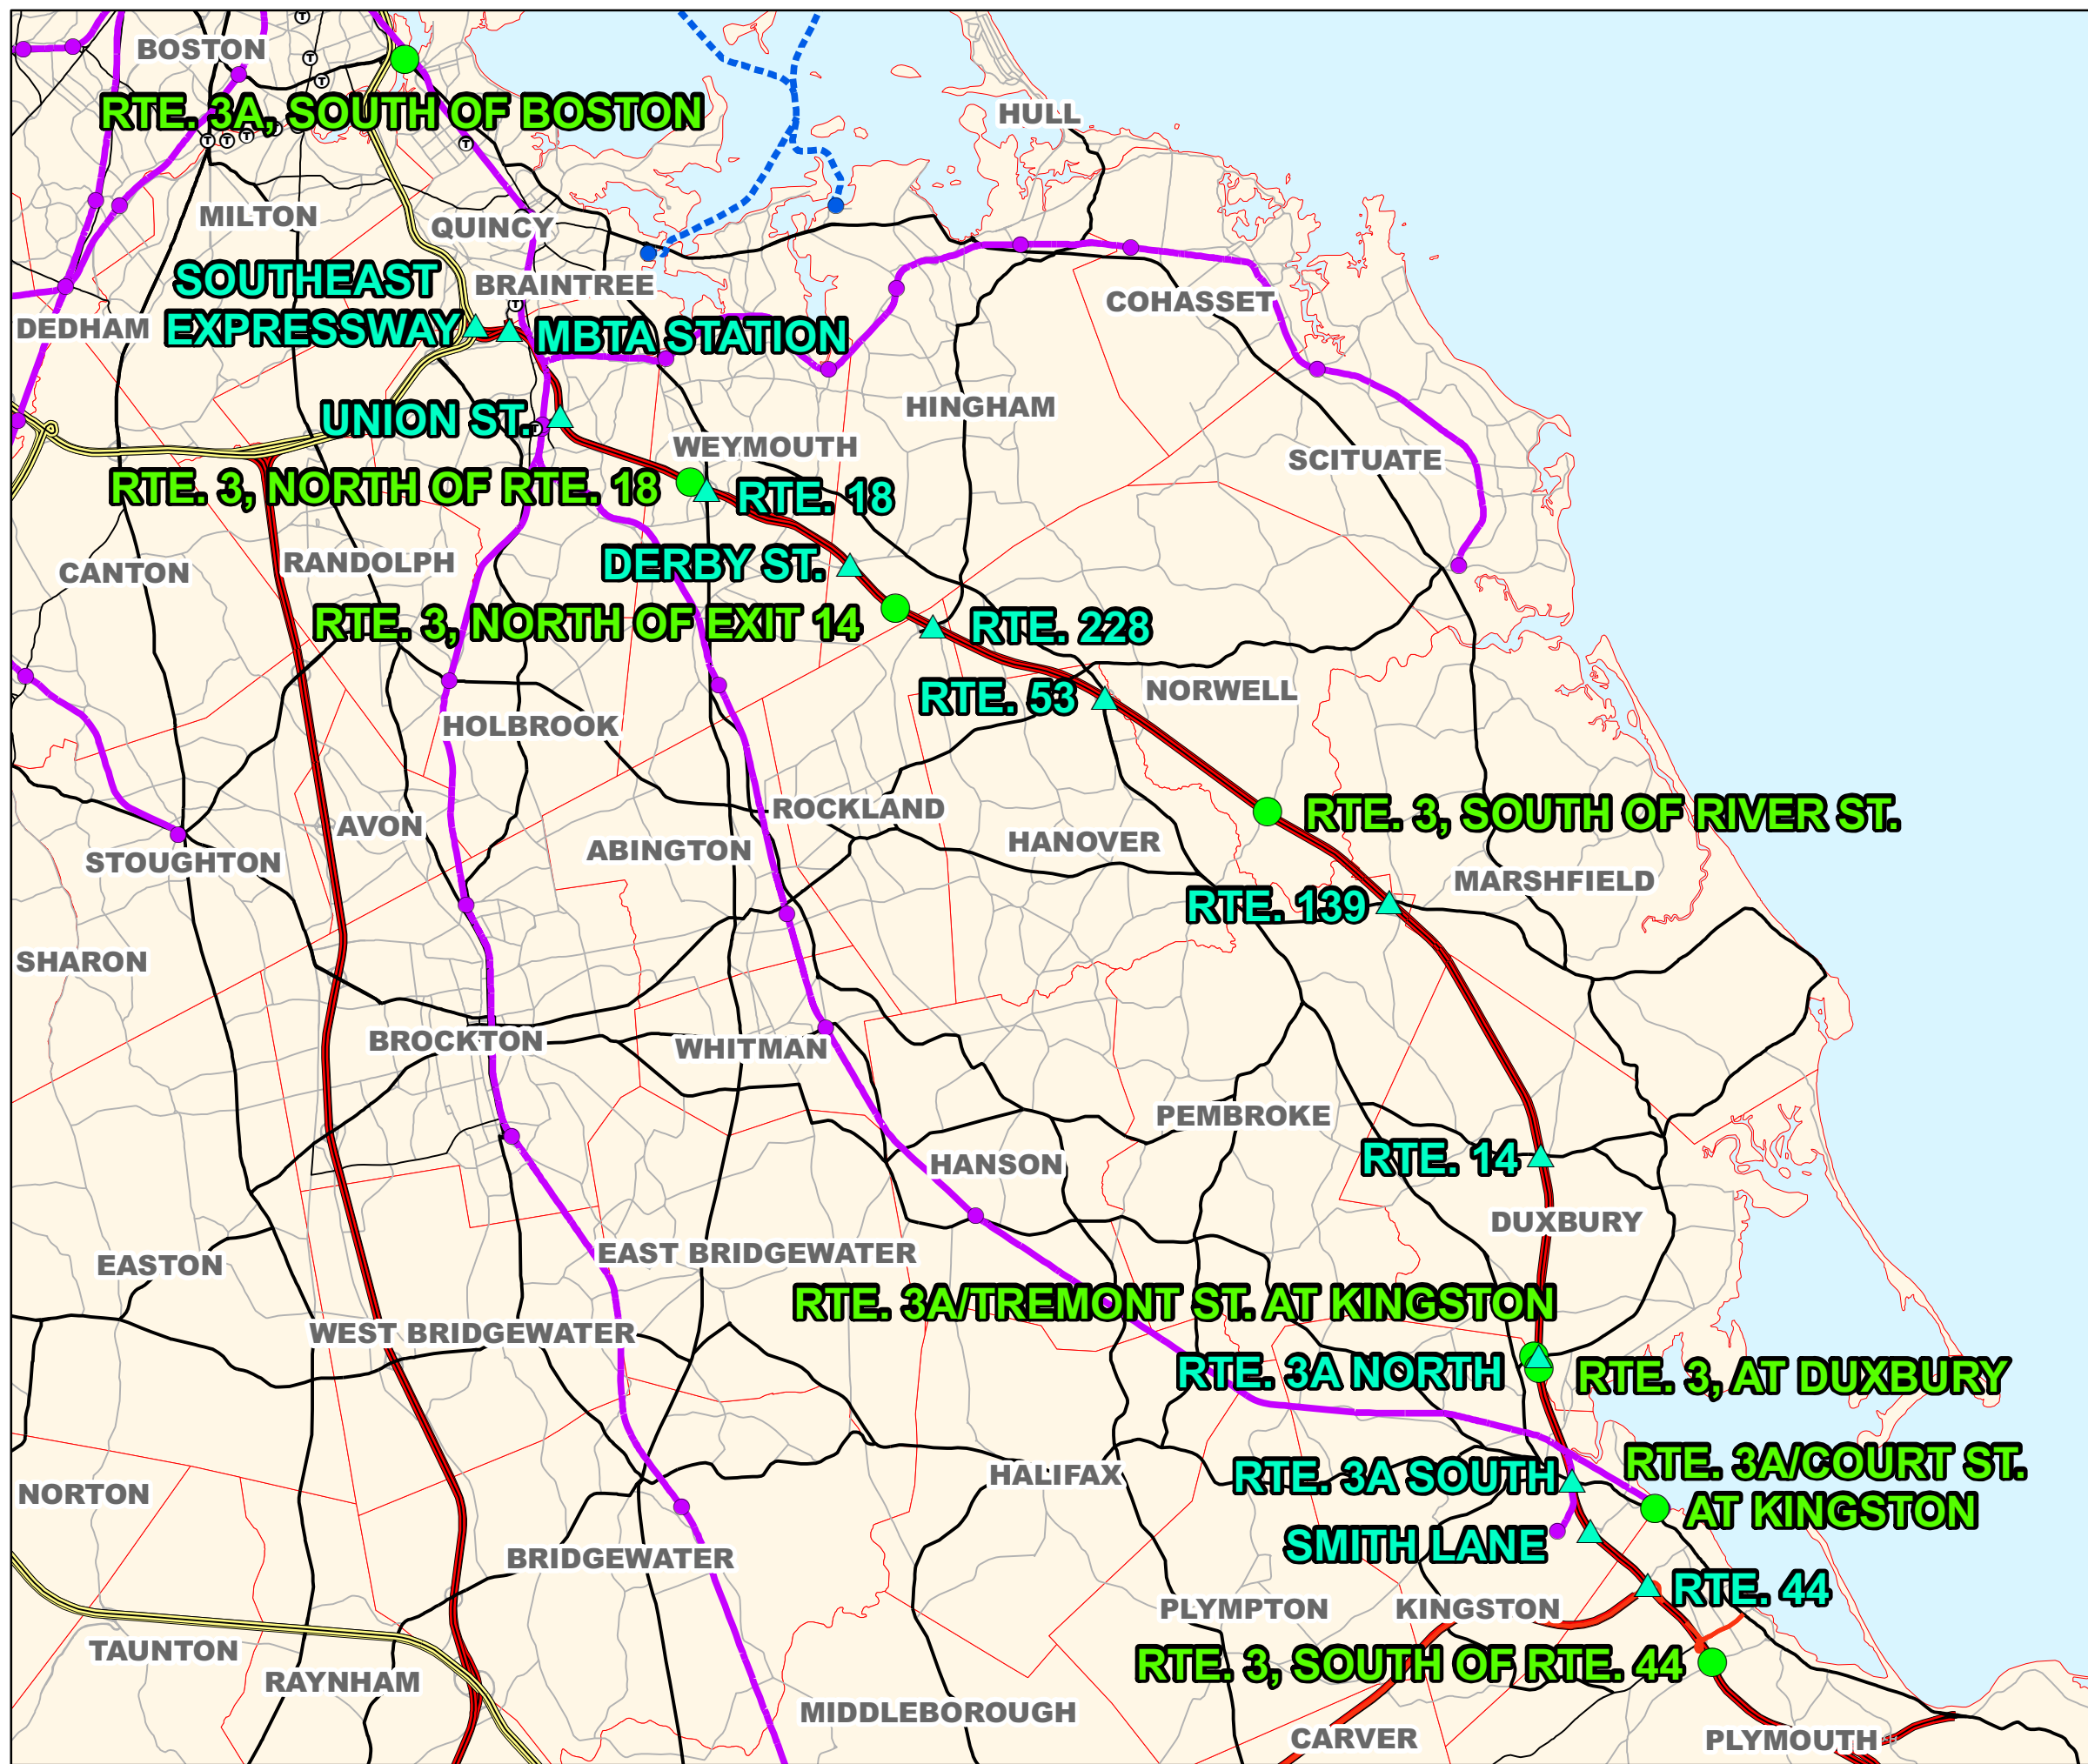 BOSTON
RTE. 3A, SOUTH OF BOSTON
HULL
MILTON
QUINCY
SOUTHEAST
EXPRESSWAY
BRAINTREE
COHASSET
DEDHAM
MBTA STATION
HINGHAM
UNION ST.
WEYMOUTH
SCITUATE
RTE. 3, NORTH OF RTE. 18
RTE. 18
CANTON
RANDOLPH
DERBY ST.
RTE. 3, NORTH OF EXIT 14
RTE. 228
RTE. 53
NORWELL
HOLBROOK
ROCKLAND
RTE. 3, SOUTH OF RIVER ST.
AVON
HANOVER
STOUGHTON
ABINGTON
MARSHFIELD
RTE. 139
SHARON
BROCKTON
WHITMAN
PEMBROKE
RTE. 14
HANSON
DUXBURY
EASTON
EAST BRIDGEWATER
RTE. 3A/TREMONT ST. AT KINGSTON
WEST BRIDGEWATER
RTE. 3A NORTH
RTE. 3, AT DUXBURY
NORTON
HALIFAX
RTE. 3A SOUTH
RTE. 3A/COURT ST.
AT KINGSTON
BRIDGEWATER
SMITH LANE
RTE. 44
PLYMPTON
KINGSTON
TAUNTON
RTE. 3, SOUTH OF RTE. 44
RAYNHAM
MIDDLEBOROUGH
CARVER
PLYMOUTH
T
T
T
T
T
T
T
T
T